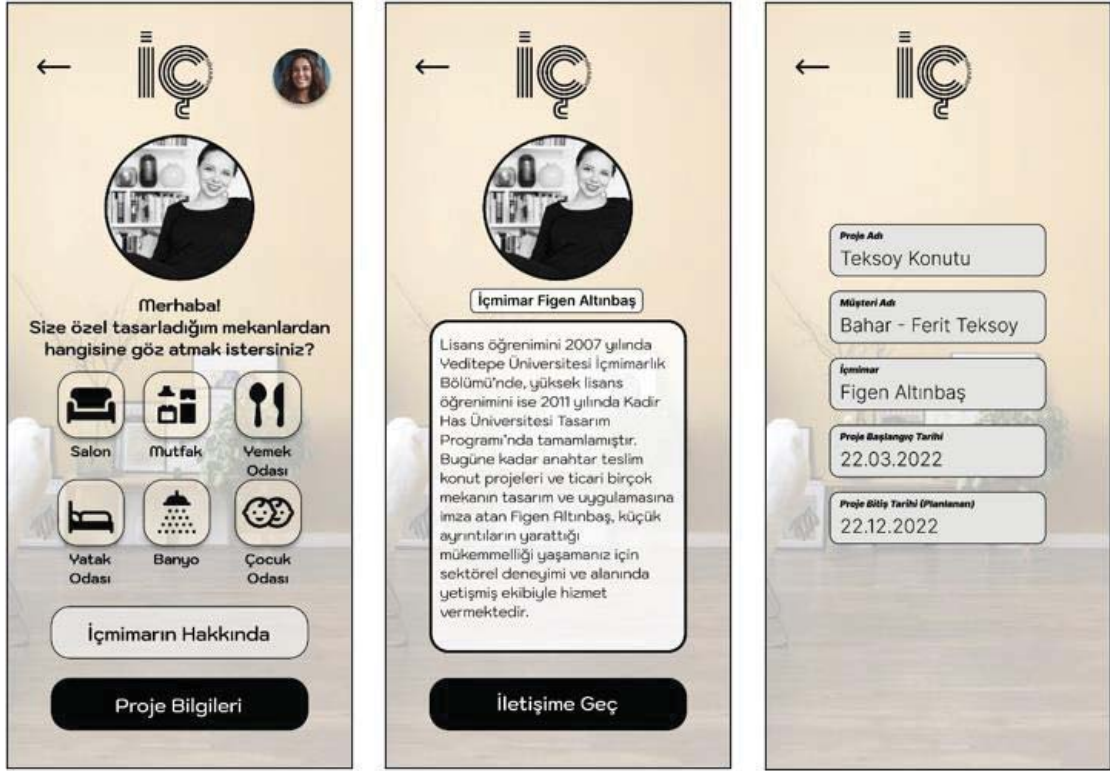 iç
Merhaba!
Size özel tasarladığım mekanlardan
hangisine göz atmak istersiniz?
Salon
Mutfak
Yemek
Odası
Yatak
Odası
Banyo
Çocuk
Odası
İçmimarın Hakkında
Proje Bilgileri
iç
İçmimar Figen Altınbaş
Lisans öğrenimini 2007 yılında
Yeditepe Üniversitesi İçmimarlık
Bölümü'nde, yüksek lisans
öğrenimini ise 2011 yılında Kadir
Has Üniversitesi Tasarım
Programı'nda tamamlamıştır.
Bugüne kadar anahtar teslim
konut projeleri ve ticari birçok
mekanın tasarım ve uygulamasına
imza atan Figen Altınbaş, küçük
ayrıntıların yarattığı
mükemmelliği yaşamanız için
sektörel deneyimi ve alanında
yetişmiş ekibiyle hizmet
vermektedir.
İletişime Geç
iç
Proje Adı
Teksoy Konutu
Müşteri Adı
Bahar - Ferit Teksoy
İçmimar
Figen Altınbaş
Proje Başlangıç Tarihi
22.03.2022
Proje Bitiş Tarihi (Planlanan)
22.12.2022